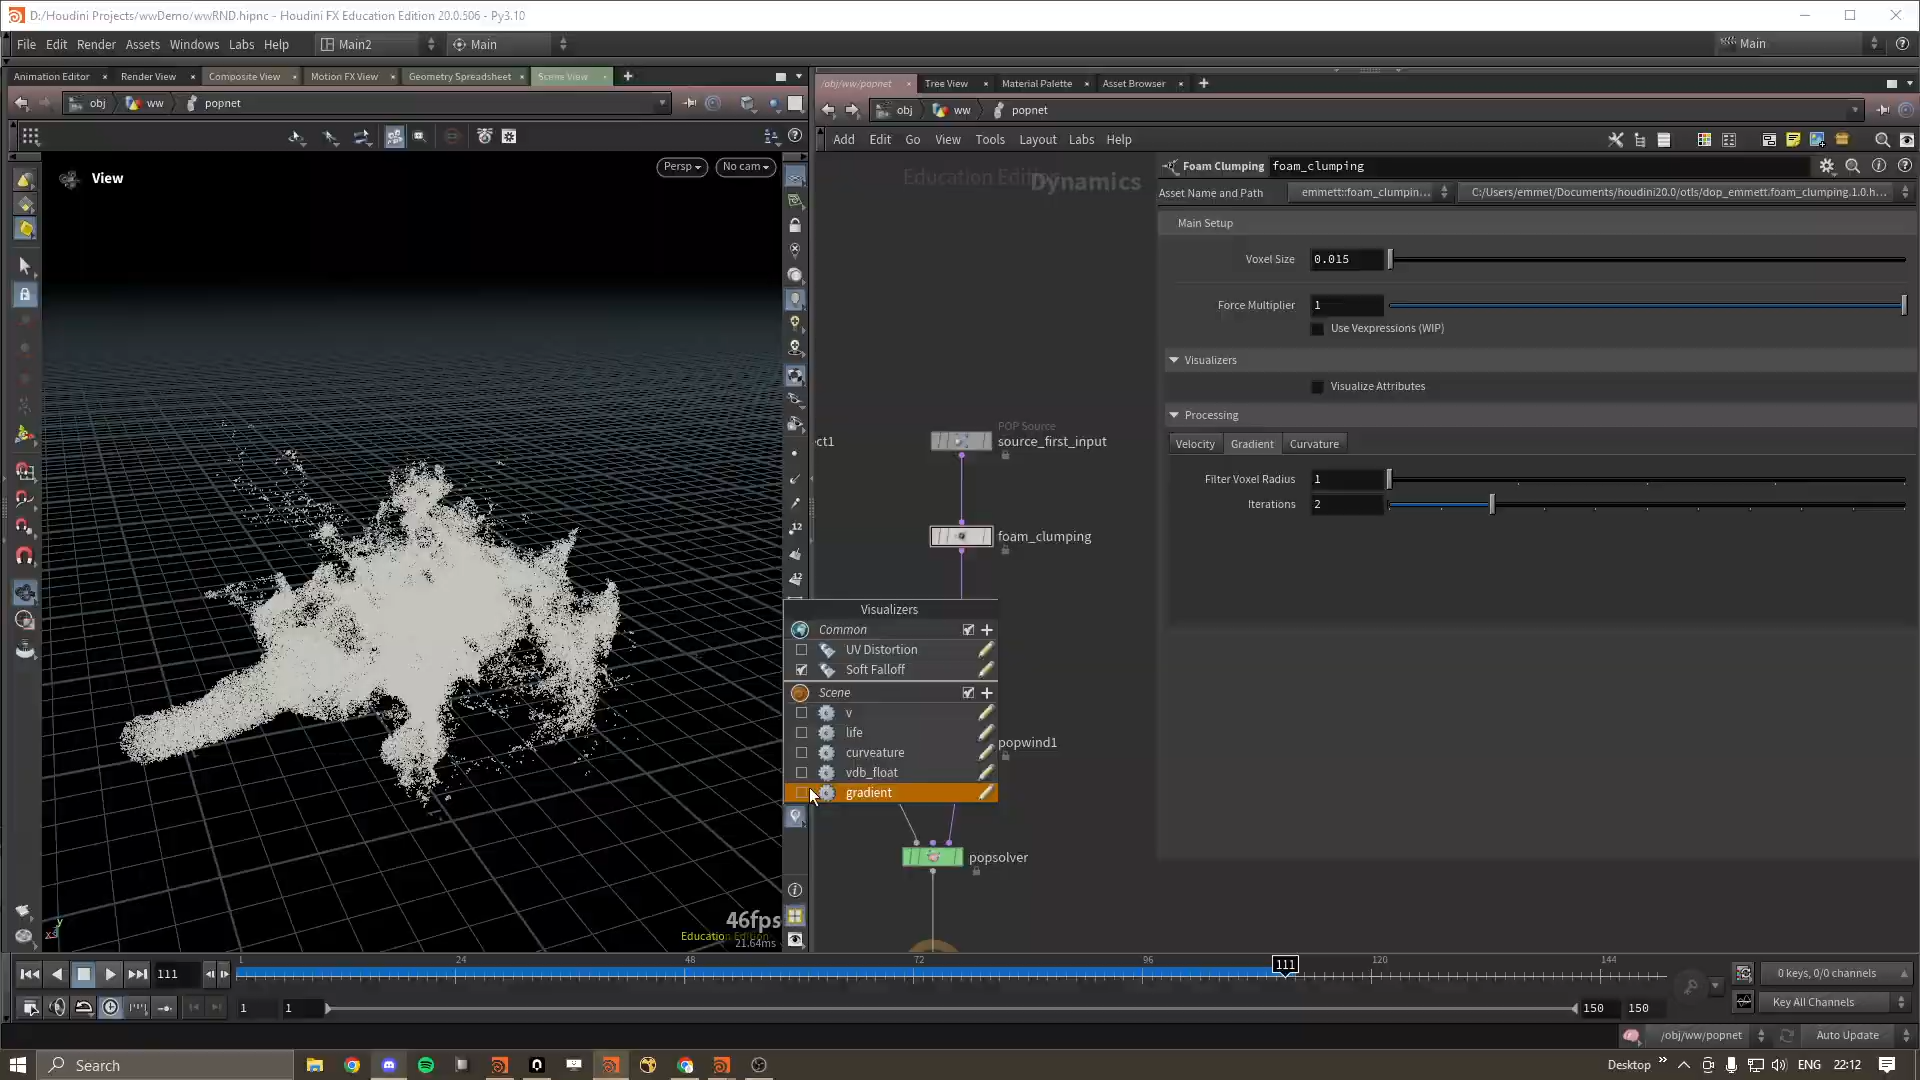 D:/Houdini Projects/wwDemo/wwRND.hipnc - Houdini FX Education Edition 20.0.506 - Py3.10
File Edit Render Assets Windows Labs Help Main2 Main Main
Animation Editor Render View Composite View Motion FX View Geometry Spreadsheet Scene View
/obj/ww/popnet Tree View Material Palette Asset Browser
obj ww popnet
obj ww popnet
Add Edit Go View Tools Layout Labs Help
View
Persp
No cam
Education Edition
Dynamics
Foam Clumping foam_clumping
Asset Name and Path emmett::foam_clumpin... C:/Users/emmet/Documents/houdini20.0/otls/dop_emmett.foam_clumping.1.0.h...
Main Setup
Voxel Size 0.015
Force Multiplier 1
Use Vexpressions (WIP)
Visualizers
Visualize Attributes
Processing
Velocity Gradient Curvature
Filter Voxel Radius 1
Iterations 2
POP Source
ect1
source_first_input
foam_clumping
popwind1
popsolver
Visualizers
Common
UV Distortion
Soft Falloff
Scene
v
life
curveature
vdb_float
gradient
12
12
46fps
Education Edition
21.64ms
y
x
111
1 24 48 72 96 111 120 144
0 keys, 0/0 channels
1 1 150 150
Key All Channels
/obj/ww/popnet Auto Update
Search
Desktop ENG 22:12